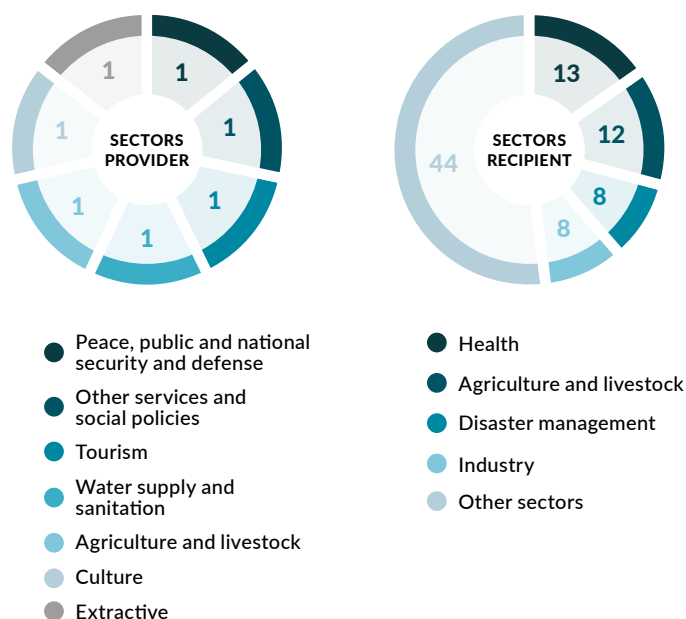 1
1
1
1
1
1
1
SECTORS
PROVIDER
13
12
8
8
44
SECTORS
RECIPIENT
Peace, public and national
security and defense
Other services and
social policies
Tourism
Water supply and
sanitation
Agriculture and livestock
Culture
Extractive
Health
Agriculture and livestock
Disaster management
Industry
Other sectors